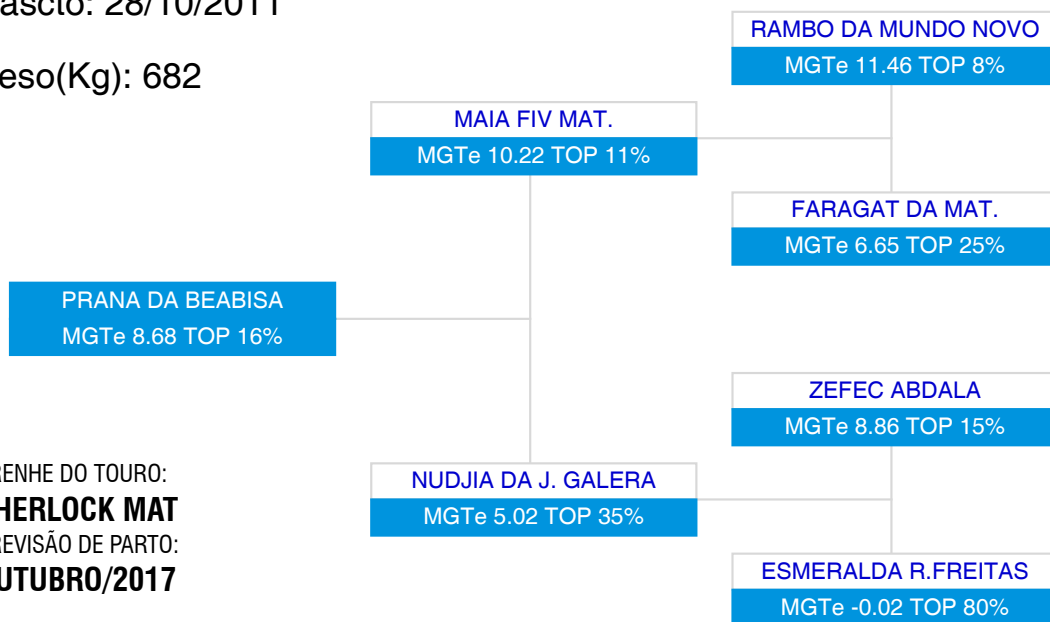 ascto: 28/10/2011
eso(Kg): 682
RAMBO DA MUNDO NOVO
MGTe 11.46 TOP 8%
MAIA FIV MAT.
MGTe 10.22 TOP 11%
FARAGAT DA MAT.
MGTe 6.65 TOP 25%
PRANA DA BEABISA
MGTe 8.68 TOP 16%
ZEFEC ABDALA
MGTe 8.86 TOP 15%
NUDJIA DA J. GALERA
MGTe 5.02 TOP 35%
ESMERALDA R.FREITAS
MGTe -0.02 TOP 80%
RENHE DO TOURO:
HERLOCK MAT
REVISÃO DE PARTO:
UTUBRO/2017